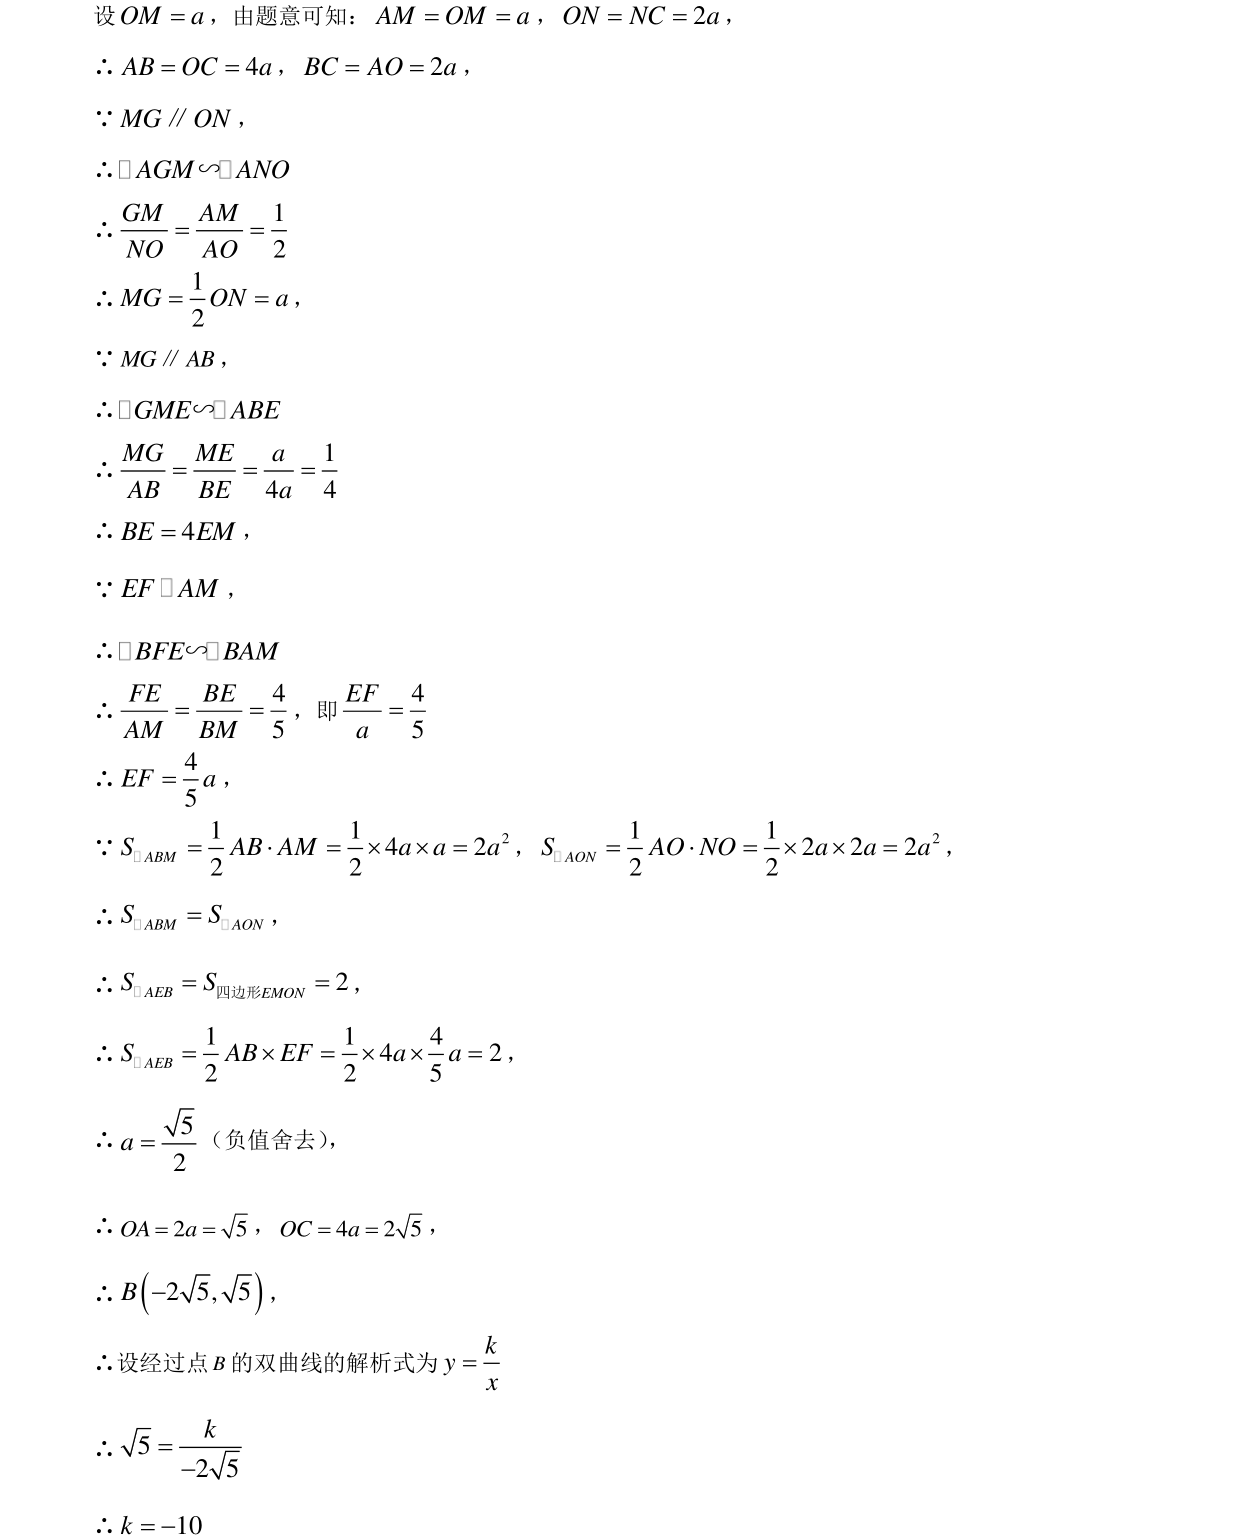 设OM = a，由题意可知：AM = OM = a，ON = NC = 2a，
∴ AB = OC = 4a，BC = AO = 2a，
∵ MG // ON，
∴ □AGM∽□ANO
∴ GM/NO = AM/AO = 1/2
∴ MG = 1/2 ON = a，
∵ MG // AB，
∴ □GME∽□ABE
∴ MG/AB = ME/BE = a/4a = 1/4
∴ BE = 4EM，
∵ EF □ AM，
∴ □BFE∽□BAM
∴ FE/AM = BE/BM = 4/5，即 EF/a = 4/5
∴ EF = 4/5 a，
∵ S□ABM = 1/2 AB · AM = 1/2 × 4a × a = 2a²，S□AON = 1/2 AO · NO = 1/2 × 2a × 2a = 2a²，
∴ S□ABM = S□AON，
∴ S□AEB = S四边形EMON = 2，
∴ S□AEB = 1/2 AB × EF = 1/2 × 4a × 4/5 a = 2，
∴ a = √5/2（负值舍去），
∴ OA = 2a = √5，OC = 4a = 2√5，
∴ B(−2√5, √5)，
∴设经过点B的双曲线的解析式为 y = k/x
∴ √5 = k/−2√5
∴ k = −10